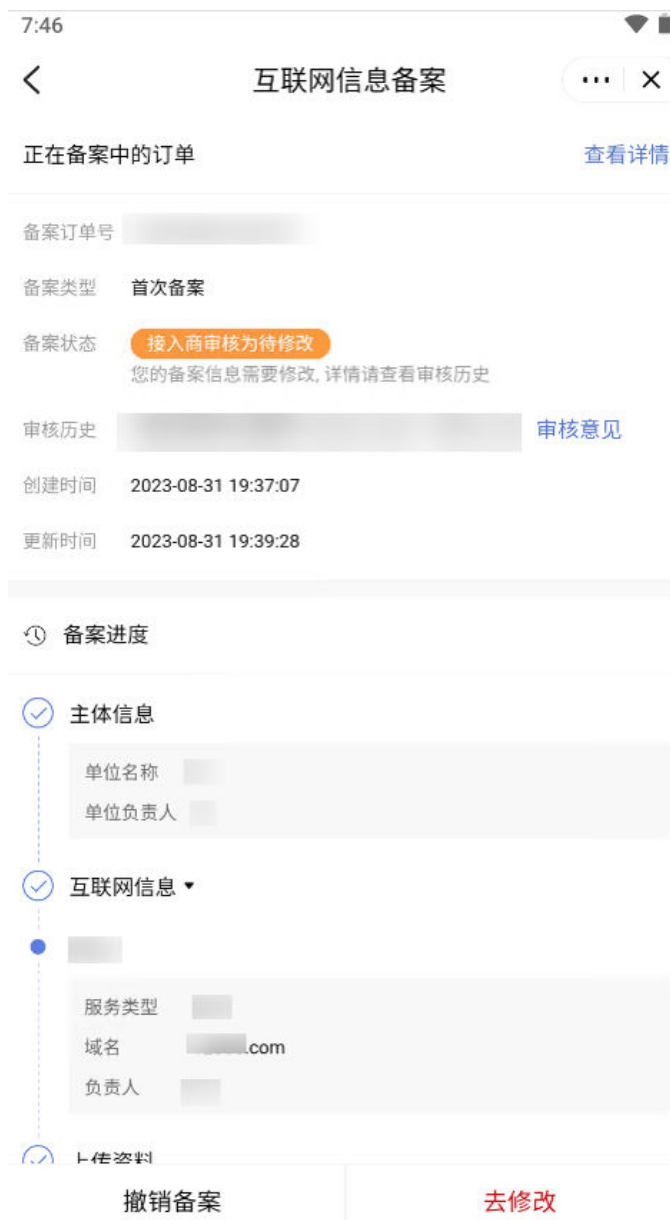 7:46
互联网信息备案
正在备案中的订单 查看详情
备案订单号
备案类型 首次备案
备案状态 接入商审核为待修改
您的备案信息需要修改, 详情请查看审核历史
审核历史 审核意见
创建时间 2023-08-31 19:37:07
更新时间 2023-08-31 19:39:28
备案进度
主体信息
单位名称
单位负责人
互联网信息
服务类型
域名 .com
负责人
上传资料
撤销备案 去修改